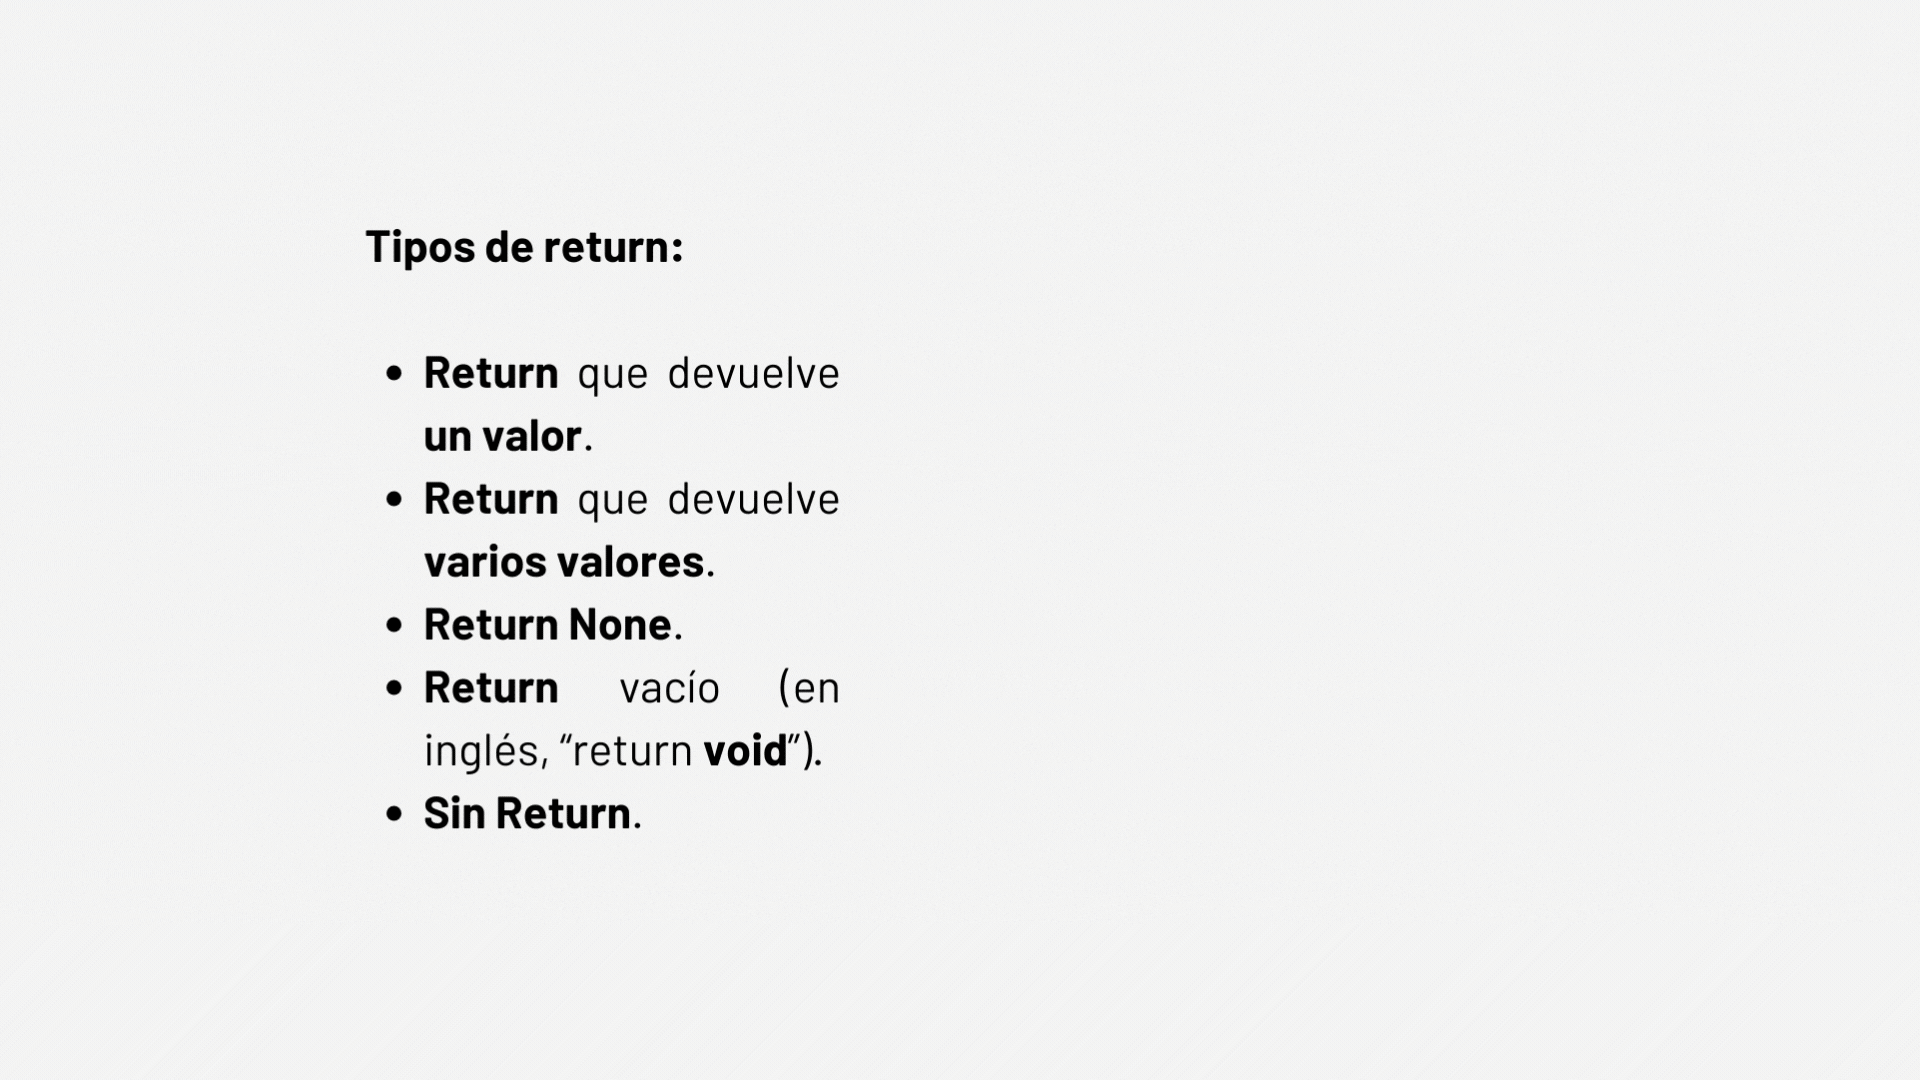 Tipos de return:
• Return que devuelve
un valor.
• Return que devuelve
varios valores.
• Return None.
• Return vacío (en
inglés, “return void”).
• Sin Return.